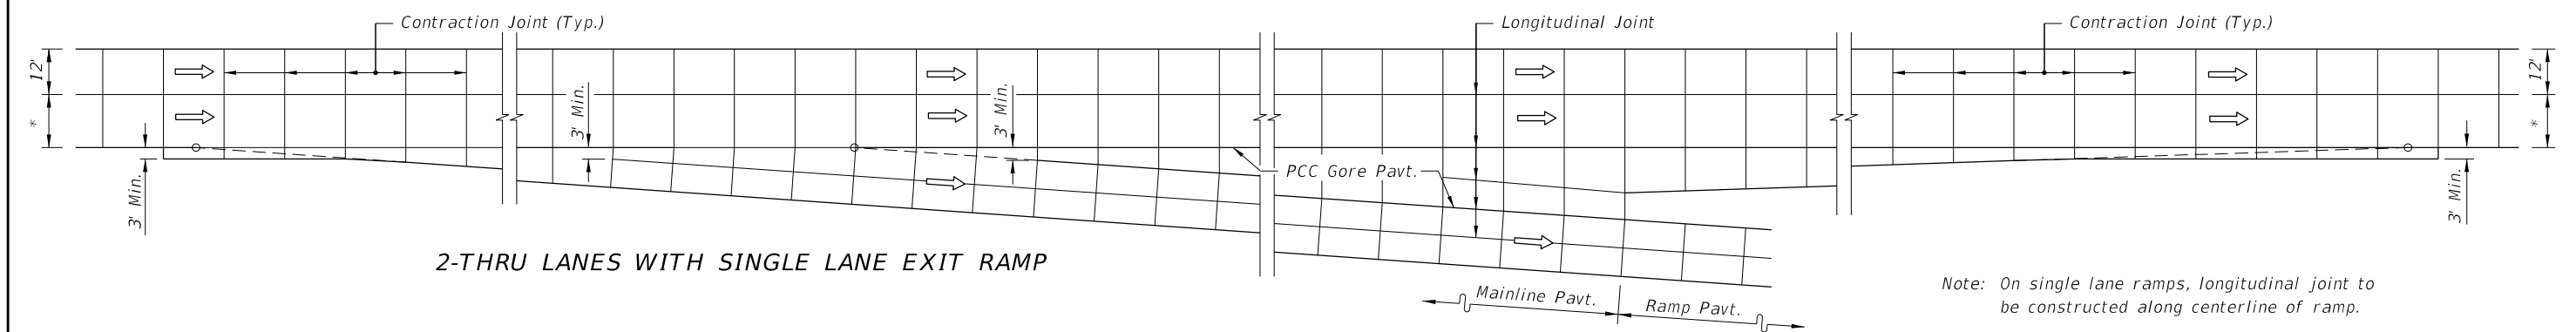 Contraction Joint (Typ.)
Longitudinal Joint
Contraction Joint (Typ.)
12'
*
3' Min.
3' Min.
3' Min.
PCC Gore Pavt.
12'
*
3' Min.
2-THRU LANES WITH SINGLE LANE EXIT RAMP
Mainline Pavt.
Ramp Pavt.
Note: On single lane ramps, longitudinal joint to
be constructed along centerline of ramp.